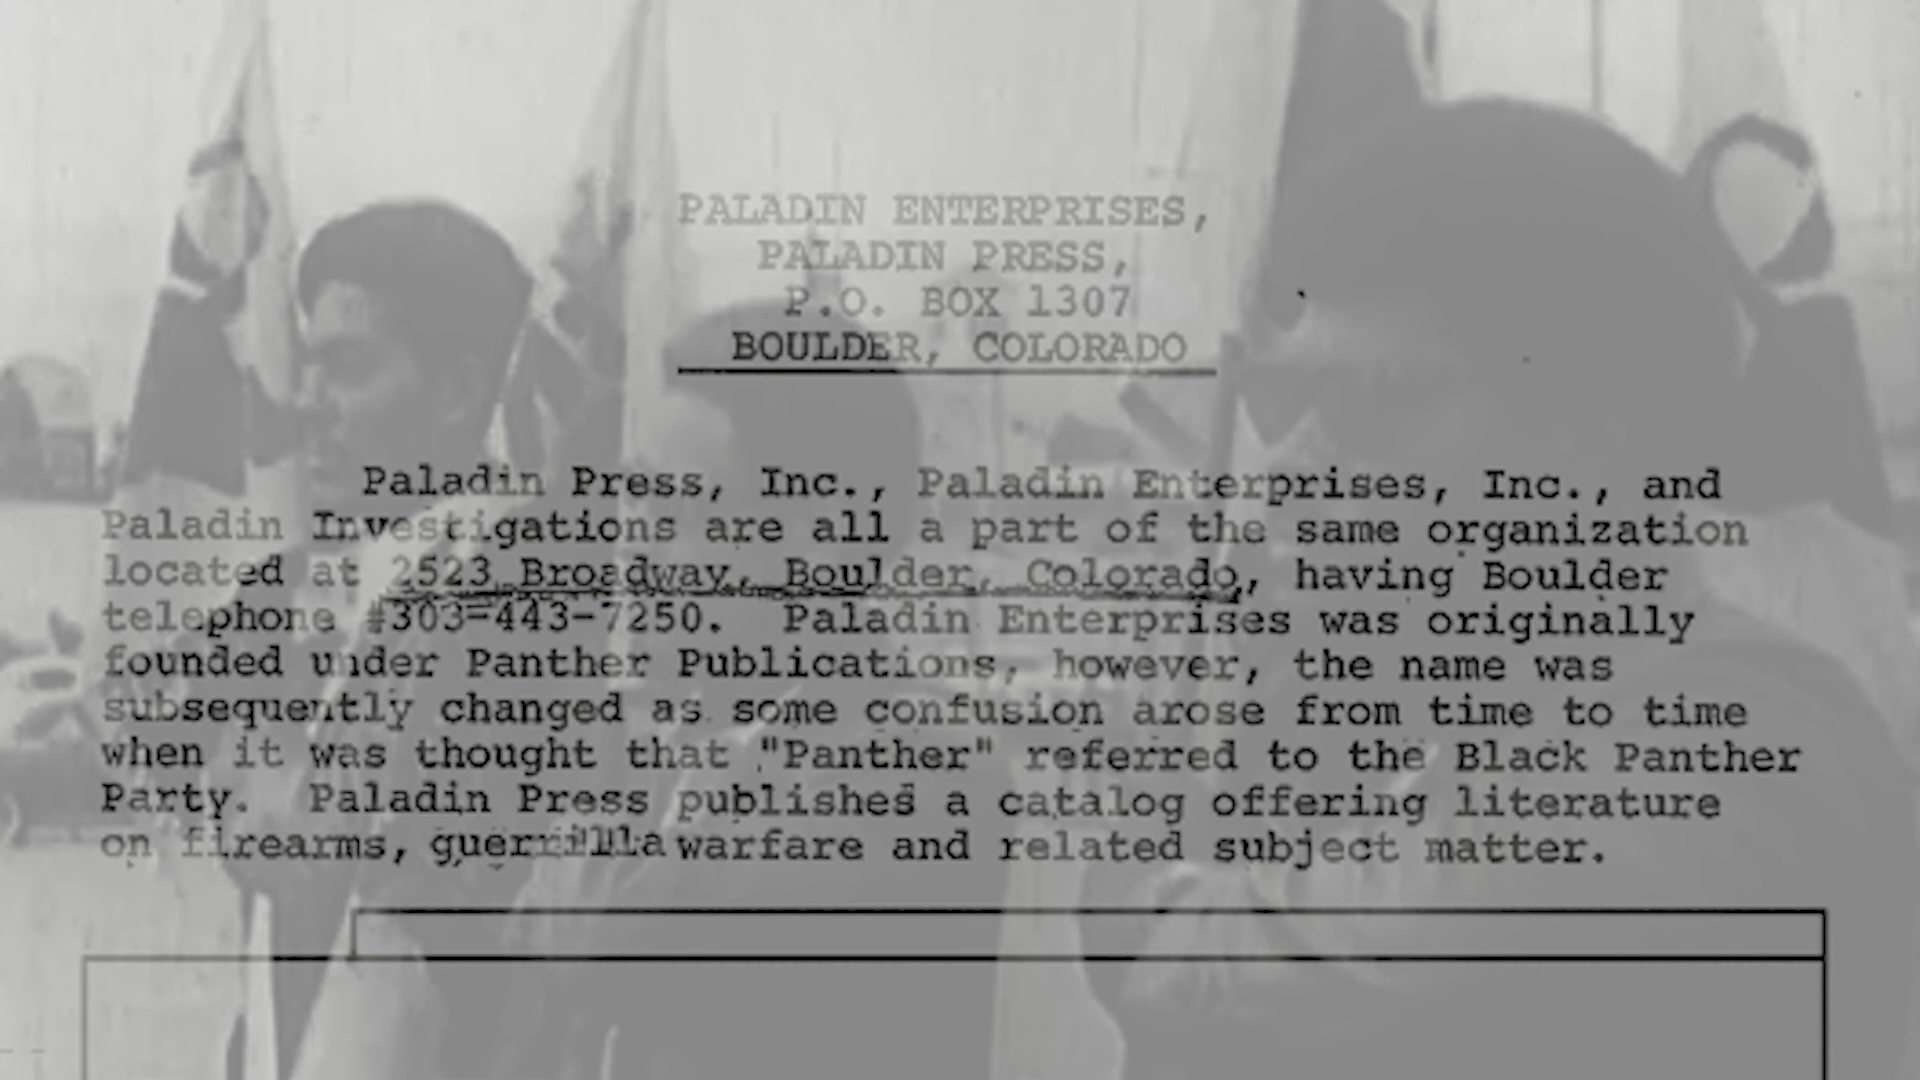 PALADIN ENTERPRISES,
PALADIN PRESS,
P.O. BOX 1307
BOULDER, COLORADO
Paladin Press, Inc., Paladin Enterprises, Inc., and
Paladin Investigations are all a part of the same organization
located at 2523 Broadway, Boulder, Colorado, having Boulder
telephone #303-443-7250. Paladin Enterprises was originally
founded under Panther Publications, however, the name was
subsequently changed as some confusion arose from time to time
when it was thought that "Panther" referred to the Black Panther
Party. Paladin Press publishes a catalog offering literature
on firearms, guerrilla warfare and related subject matter.